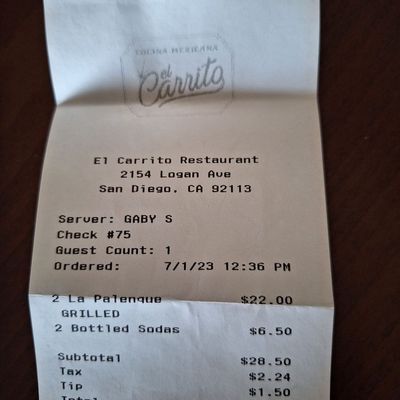 COCINA MEXICANA
el
Carrito
El Carrito Restaurant
2154 Logan Ave
San Diego, CA 92113
Server: GABY S
Check #75
Guest Count: 1
Ordered: 7/1/23 12:36 PM
2 La Palenque $22.00
GRILLED
2 Bottled Sodas $6.50
Subtotal $28.50
Tax $2.24
Tip $1.50
Total